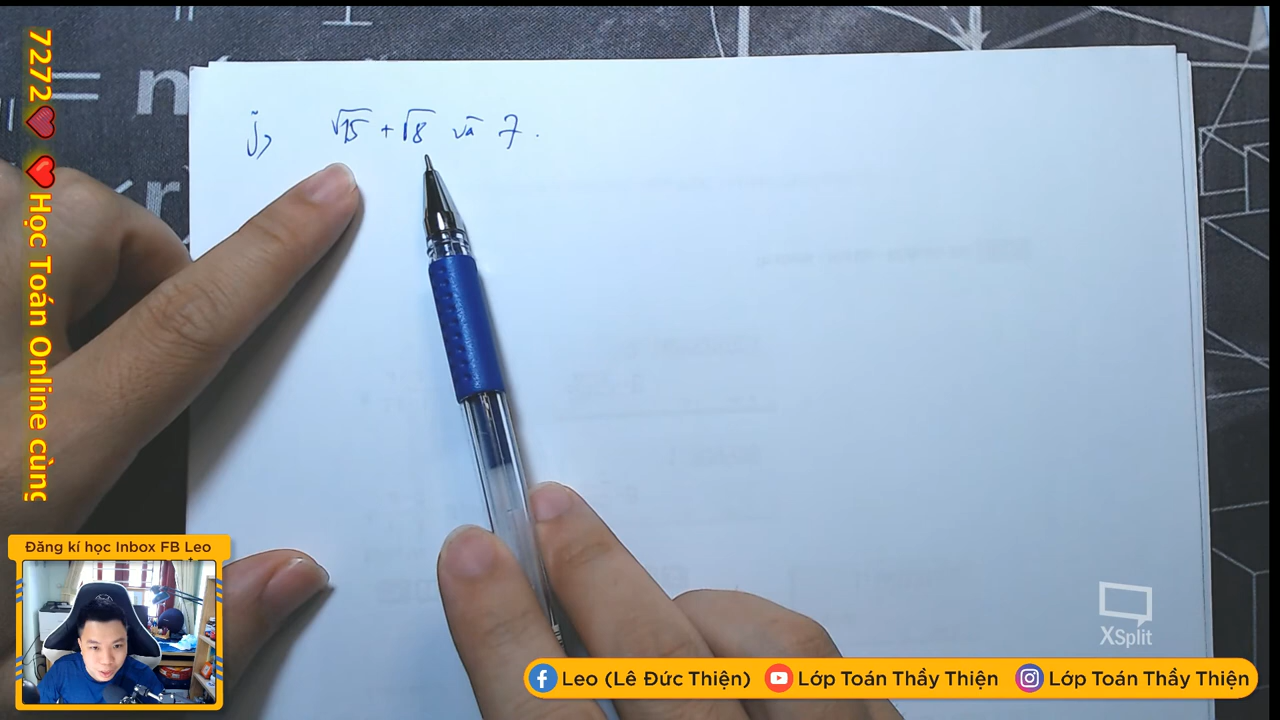 7272❤️ ❤️Học Toán Online cùng
= n
j̃, √15 + √8 và 7 .
r
Đăng kí học Inbox FB Leo
XSplit
Leo (Lê Đức Thiện) Lớp Toán Thầy Thiện Lớp Toán Thầy Thiện